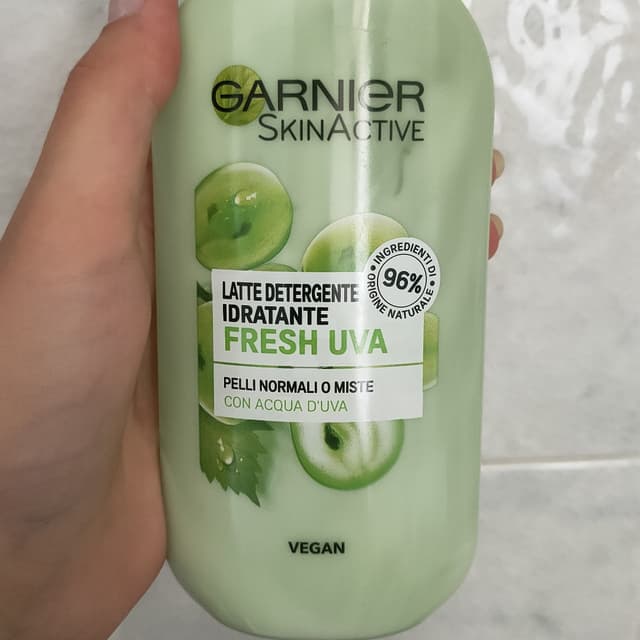 GARNIER
SKINACTIVE
LATTE DETERGENTE
IDRATANTE
FRESH UVA
INGREDIENTI DI
96%
ORIGINE NATURALE
PELLI NORMALI O MISTE
CON ACQUA D'UVA
VEGAN